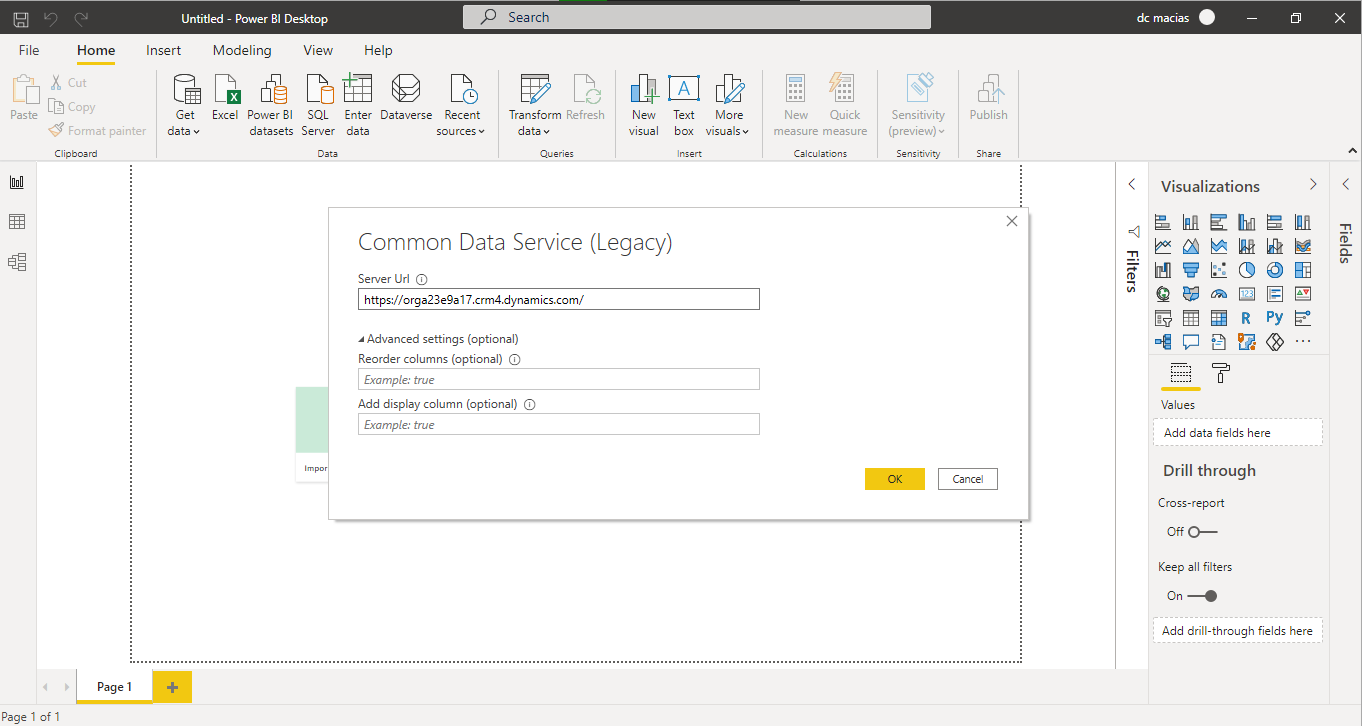 Untitled - Power BI Desktop
Search
dc macias
File Home Insert Modeling View Help
Paste
Cut
Copy
Format painter
Clipboard
Get data
Excel
Power BI datasets
SQL Server
Enter data
Dataverse
Recent sources
Data
Transform data
Refresh
Queries
New visual
Text box
More visuals
Insert
New measure
Quick measure
Calculations
Sensitivity (preview)
Sensitivity
Publish
Share
Common Data Service (Legacy)
Server Url
https://orga23e9a17.crm4.dynamics.com/
Advanced settings (optional)
Reorder columns (optional)
Example: true
Add display column (optional)
Example: true
OK
Cancel
Impor
Filters
Visualizations
R
Py
123
Values
Add data fields here
Drill through
Cross-report
Off
Keep all filters
On
Add drill-through fields here
Fields
Page 1
Page 1 of 1